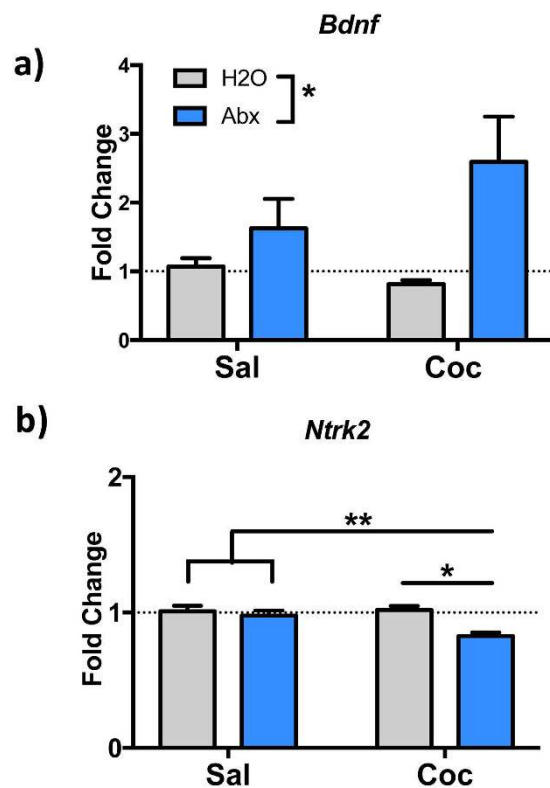 Bdnf
a)
H2O
Abx
*
Fold Change
4
3
2
1
0
Sal
Coc
b)
Ntrk2
**
*
Fold Change
2
1
0
Sal
Coc